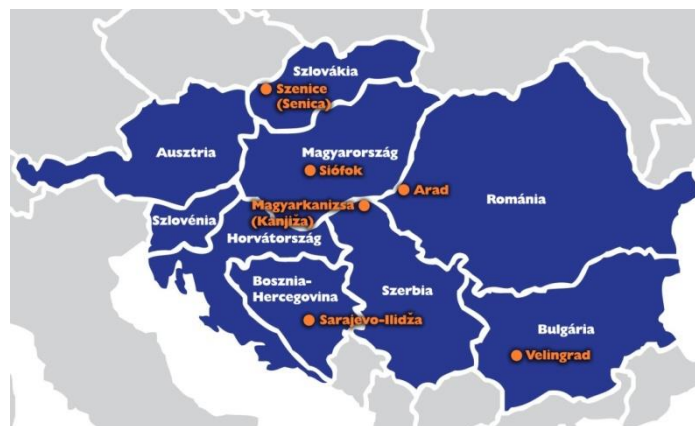 Szlovákia
Szenice
(Senica)
Ausztria
Magyarország
Siófok
Arad
Magyarkanizsa
(Kanjiža)
Románia
Szlovénia
Horvátország
Bosznia-
Hercegovina
Szerbia
Sarajevo-Ilidža
Bulgária
Velingrad